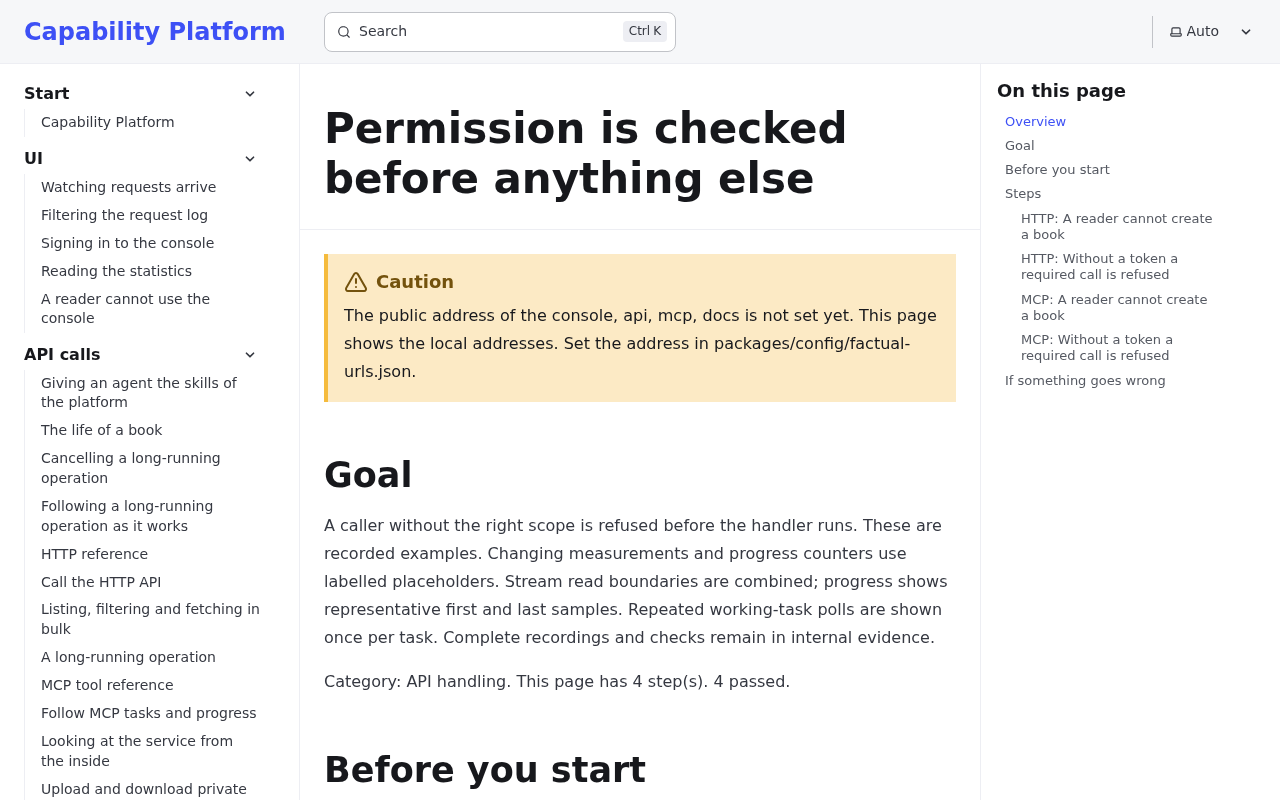 Capability Platform
Search
Ctrl K
Auto
Start
Capability Platform
UI
Watching requests arrive
Filtering the request log
Signing in to the console
Reading the statistics
A reader cannot use the
console
API calls
Giving an agent the skills of
the platform
The life of a book
Cancelling a long-running
operation
Following a long-running
operation as it works
HTTP reference
Call the HTTP API
Listing, filtering and fetching in
bulk
A long-running operation
MCP tool reference
Follow MCP tasks and progress
Looking at the service from
the inside
Upload and download private
Permission is checked
before anything else
Caution
The public address of the console, api, mcp, docs is not set yet. This page
shows the local addresses. Set the address in packages/config/factual-
urls.json.
Goal
A caller without the right scope is refused before the handler runs. These are
recorded examples. Changing measurements and progress counters use
labelled placeholders. Stream read boundaries are combined; progress shows
representative first and last samples. Repeated working-task polls are shown
once per task. Complete recordings and checks remain in internal evidence.
Category: API handling. This page has 4 step(s). 4 passed.
Before you start
On this page
Overview
Goal
Before you start
Steps
HTTP: A reader cannot create
a book
HTTP: Without a token a
required call is refused
MCP: A reader cannot create
a book
MCP: Without a token a
required call is refused
If something goes wrong